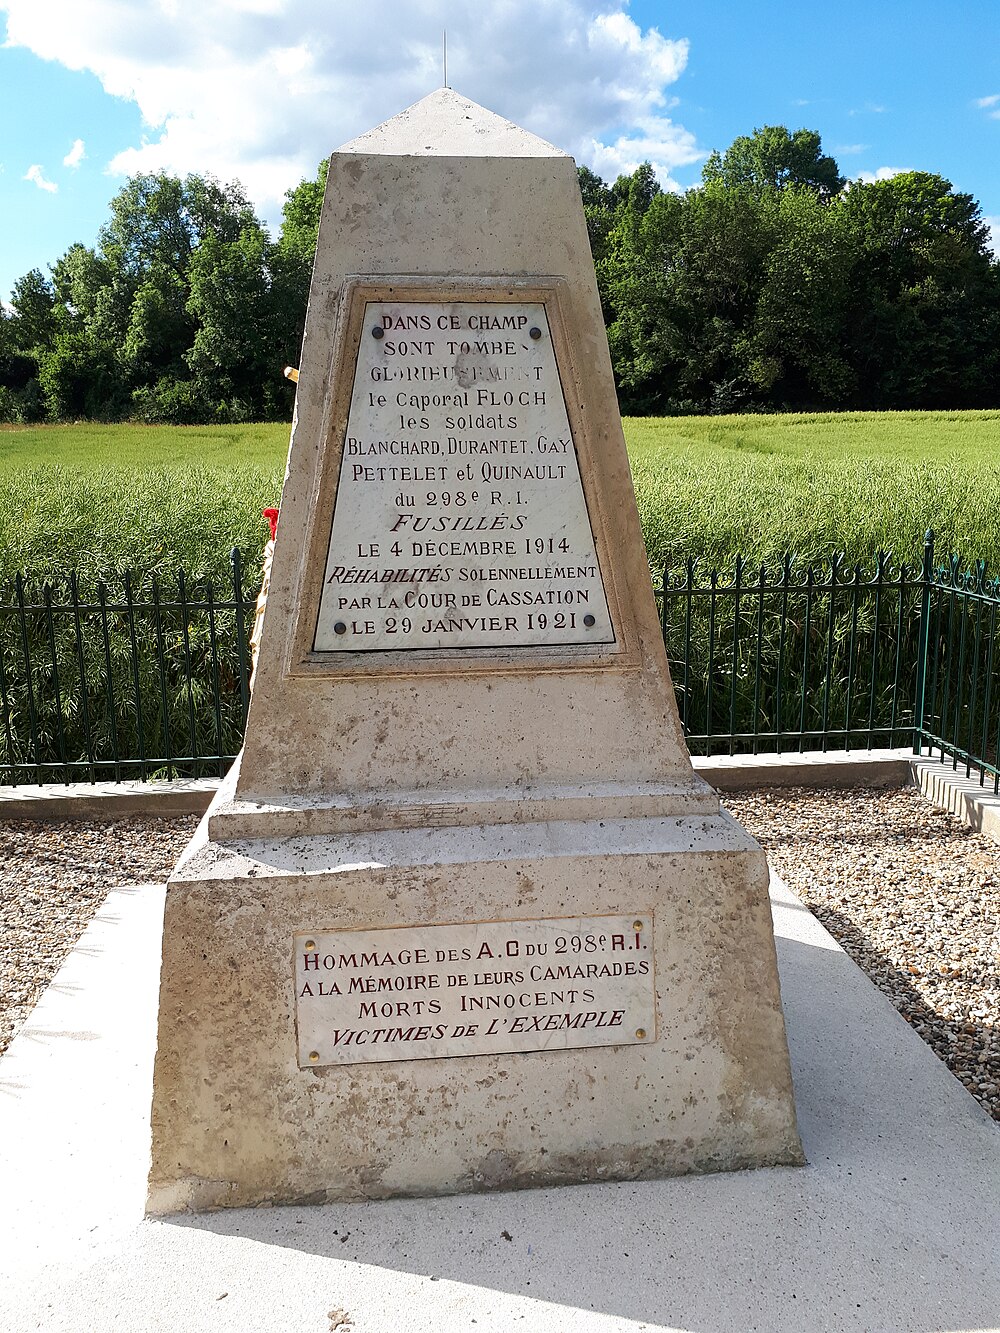 DANS CE CHAMP
SONT TOMBÉS
GLORIEUSEMENT
le Caporal FLOCH
les soldats
BLANCHARD, DURANTET, GAY
PETTELET et QUINAULT
du 298e R.I.
FUSILLÉS
LE 4 DÉCEMBRE 1914
RÉHABILITÉS SOLENNELLEMENT
PAR LA COUR DE CASSATION
LE 29 JANVIER 1921
HOMMAGE DES A.C DU 298e R.I.
A LA MÉMOIRE DE LEURS CAMARADES
MORTS INNOCENTS
VICTIMES DE L'EXEMPLE